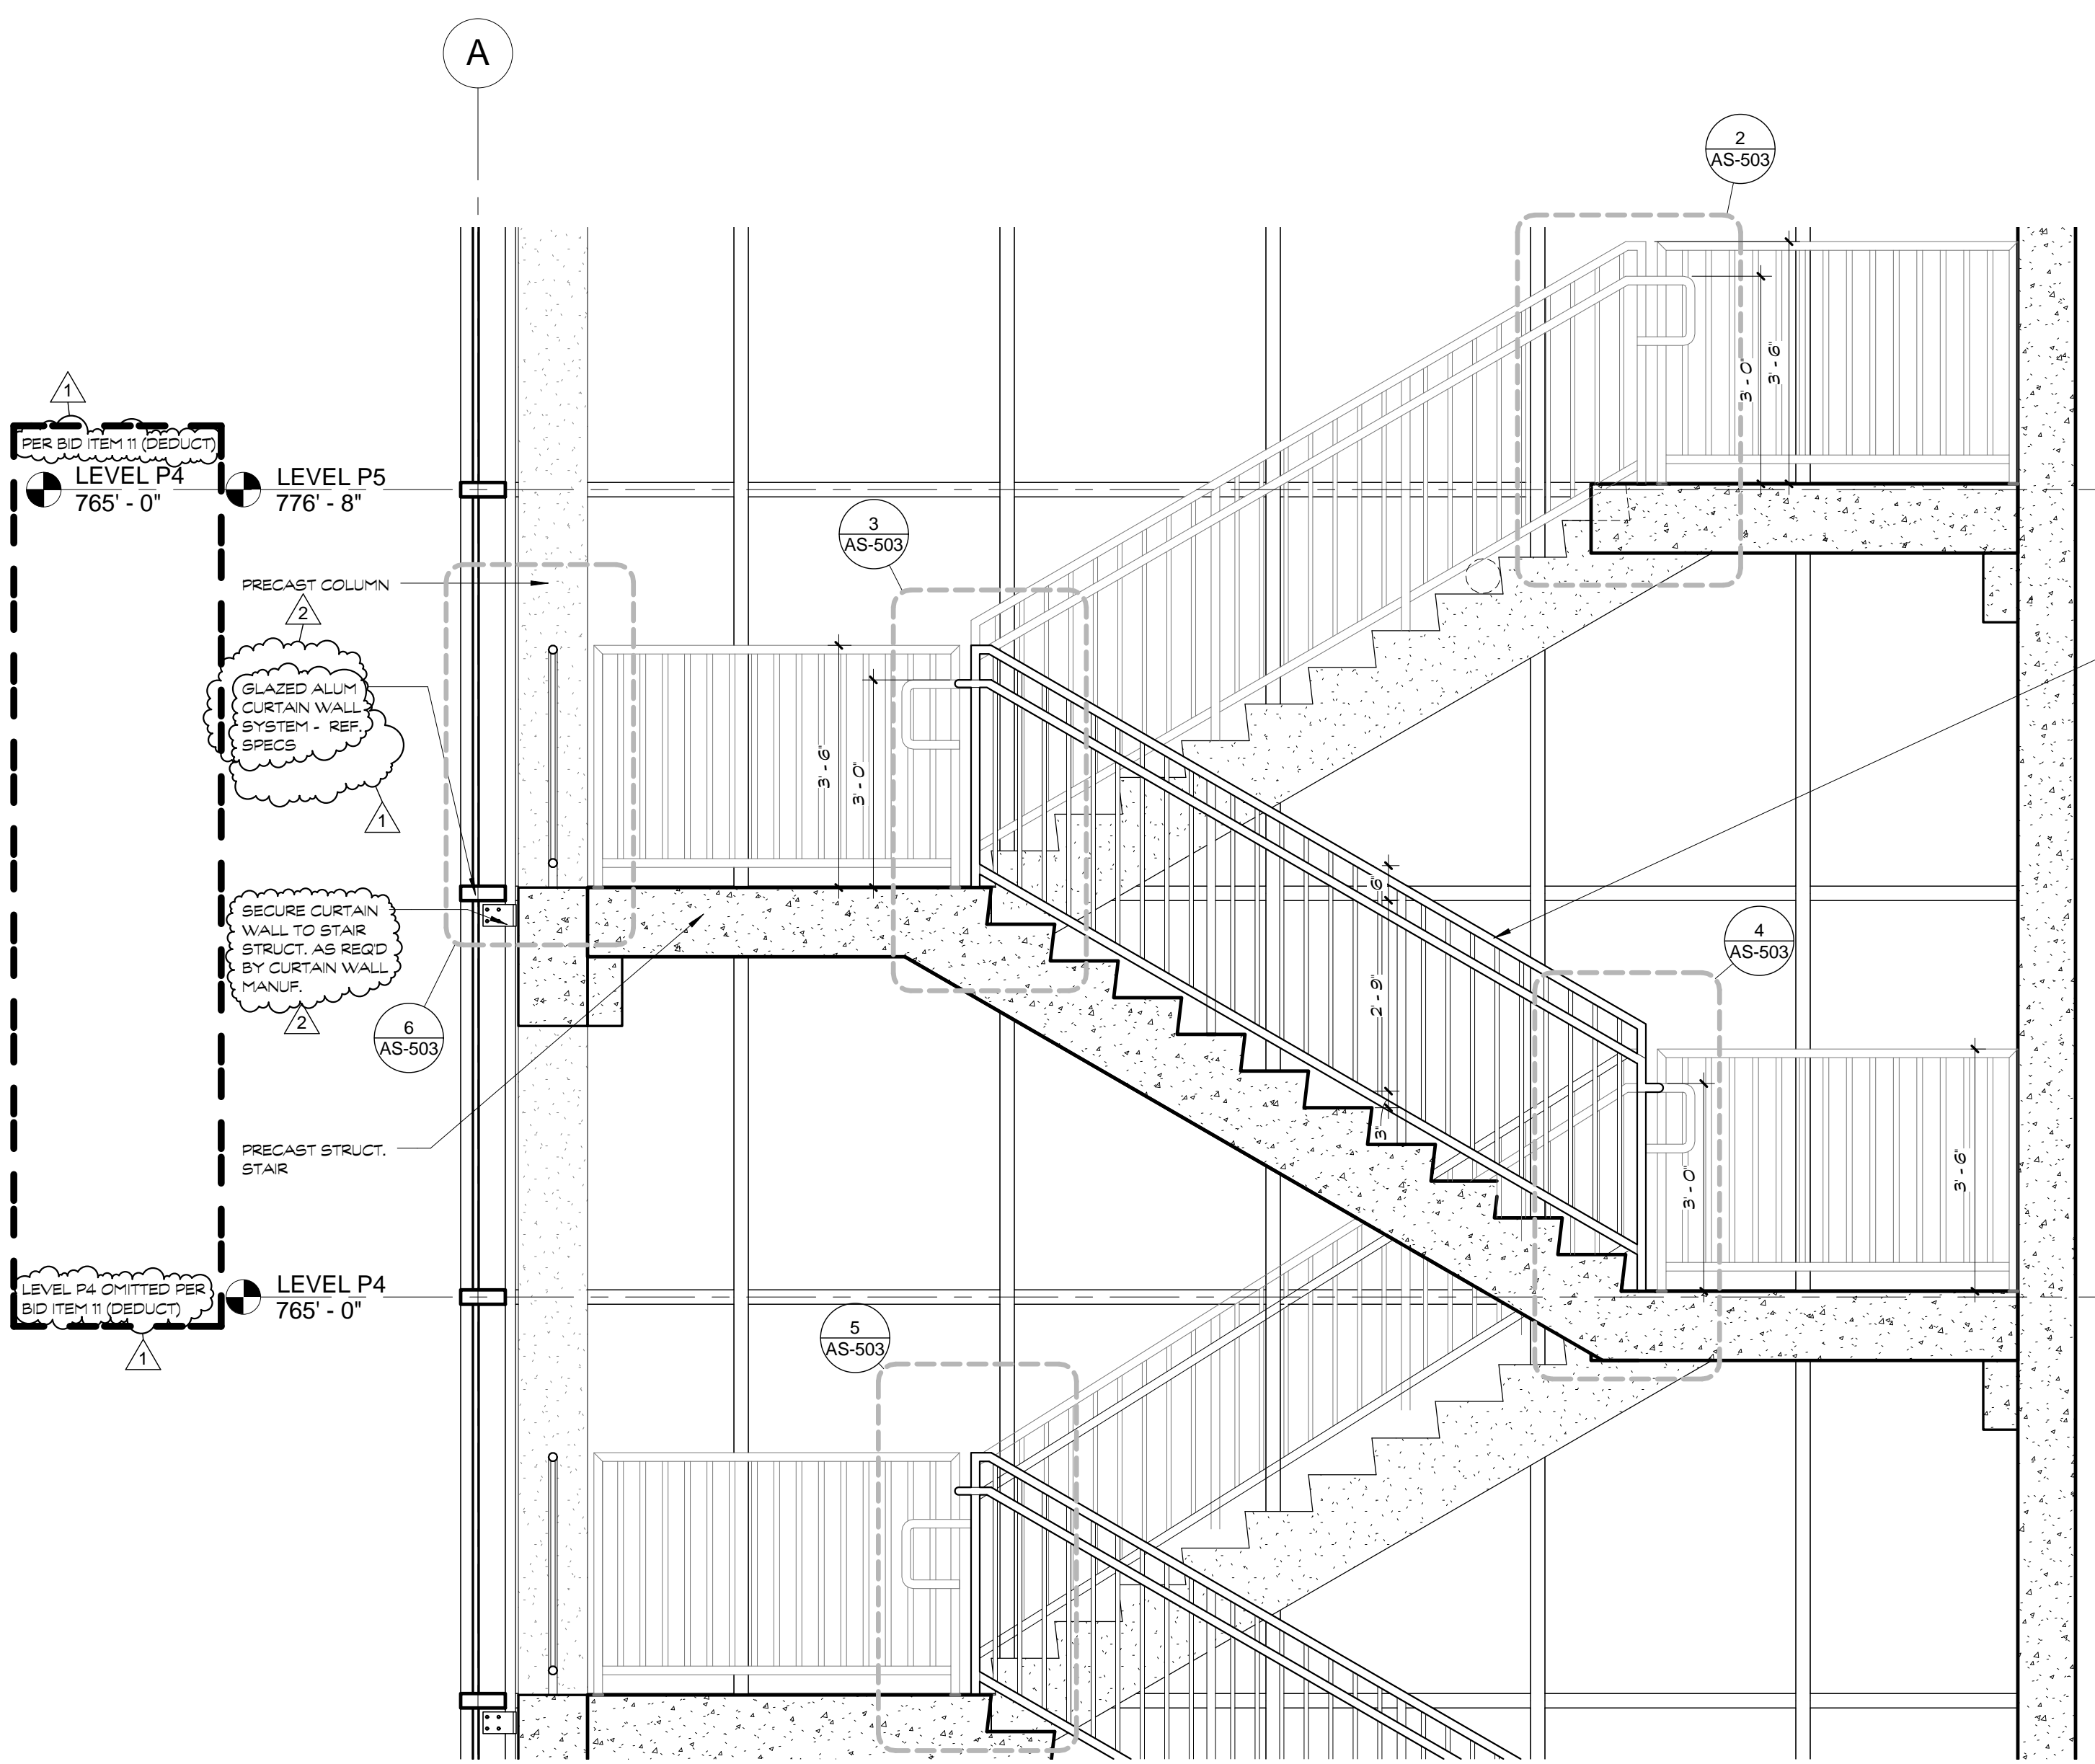 A
2
AS-503
1
PER BID ITEM 11 (DEDUCT)
LEVEL P4
765' - 0"
LEVEL P5
776' - 8"
3
AS-503
3' - 0"
3' - 6"
PRECAST COLUMN
2
GLAZED ALUM
CURTAIN WALL
SYSTEM - REF.
SPECS
1
3' - 6"
3' - 0"
SECURE CURTAIN
WALL TO STAIR
STRUCT. AS REQ'D
BY CURTAIN WALL
MANUF.
2
6
AS-503
6"
2' - 9"
3"
4
AS-503
3' - 0"
3' - 6"
PRECAST STRUCT.
STAIR
LEVEL P4 OMITTED PER
BID ITEM 11 (DEDUCT)
1
LEVEL P4
765' - 0"
5
AS-503